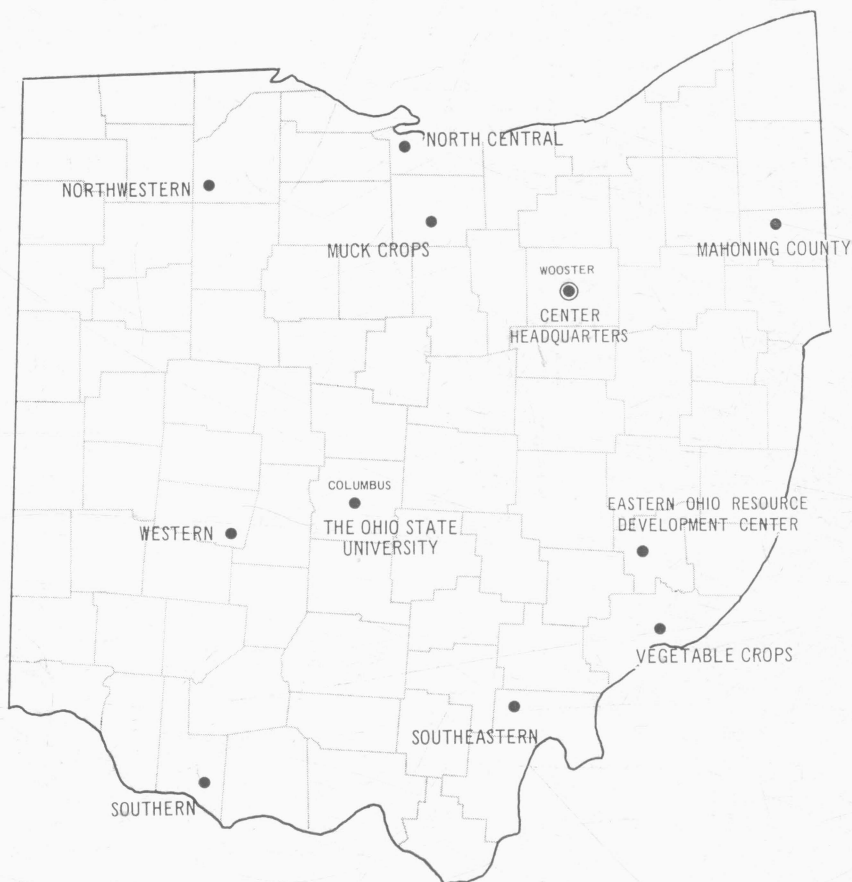 NORTH CENTRAL
NORTHWESTERN
MUCK CROPS
MAHONING COUNTY
WOOSTER
CENTER
HEADQUARTERS
COLUMBUS
THE OHIO STATE
UNIVERSITY
EASTERN OHIO RESOURCE
DEVELOPMENT CENTER
WESTERN
VEGETABLE CROPS
SOUTHEASTERN
SOUTHERN